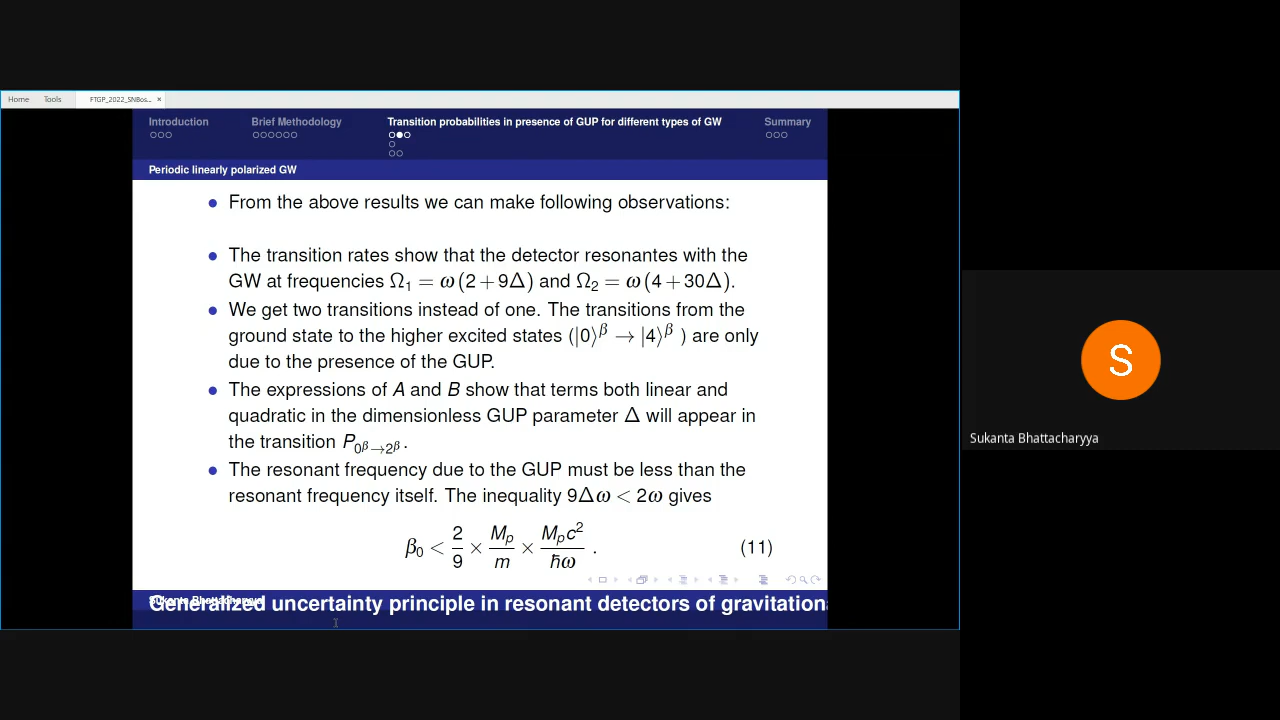 Home Tools FTGP_2022_SNBos... ×
Introduction Brief Methodology Transition probabilities in presence of GUP for different types of GW Summary
Periodic linearly polarized GW
• From the above results we can make following observations:
• The transition rates show that the detector resonantes with the
GW at frequencies Ω₁ = ω(2+9Δ) and Ω₂ = ω(4+30Δ).
• We get two transitions instead of one. The transitions from the
ground state to the higher excited states (|0⟩^β → |4⟩^β ) are only
due to the presence of the GUP.
• The expressions of A and B show that terms both linear and
quadratic in the dimensionless GUP parameter Δ will appear in
the transition P_{0^β→2^β}.
• The resonant frequency due to the GUP must be less than the
resonant frequency itself. The inequality 9Δω < 2ω gives
β₀ < 2/9 × M_p/m × M_p c²/ħω . (11)
Sukanta Bhattacharyya
Generalized uncertainty principle in resonant detectors of gravitation
S
Sukanta Bhattacharyya